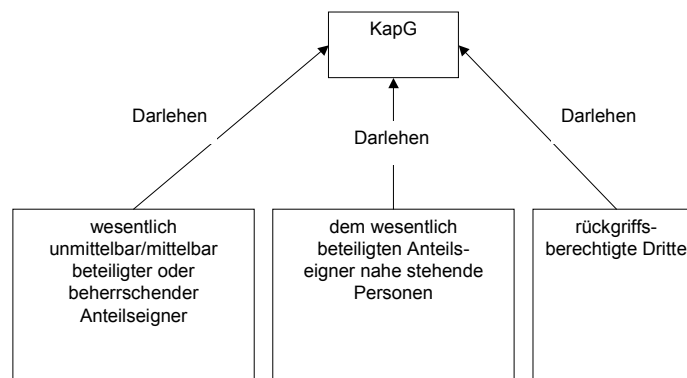 KapG
Darlehen
Darlehen
Darlehen
wesentlich
unmittelbar/mittelbar
beteiligter oder
beherrschender
Anteilseigner
dem wesentlich
beteiligten Anteils-
eigner nahe stehende
Personen
rückgriffs-
berechtigte Dritte